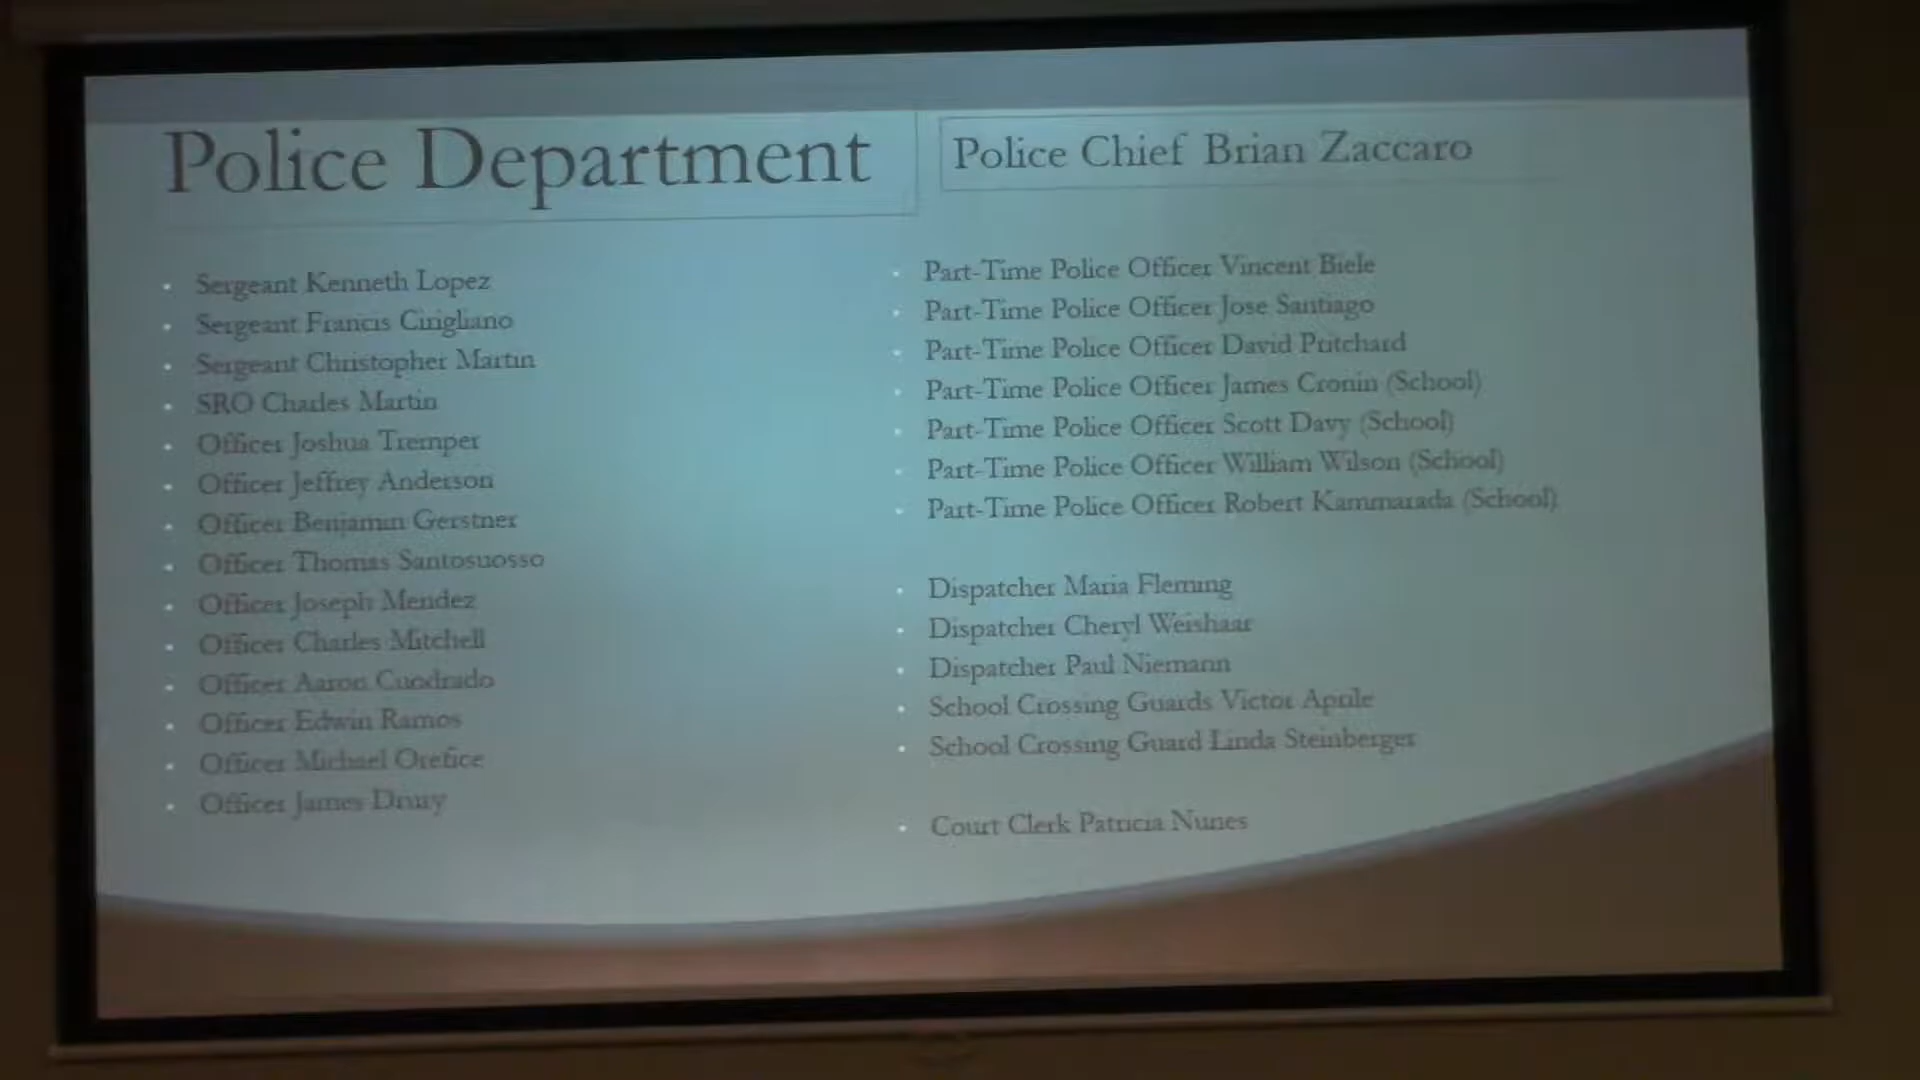 Police Department
Police Chief Brian Zaccaro
Sergeant Kenneth Lopez
Sergeant Francis Cirigliano
Sergeant Christopher Martin
SRO Charles Martin
Officer Joshua Tremper
Officer Jeffrey Anderson
Officer Benjamin Gerstner
Officer Thomas Santosuosso
Officer Joseph Mendez
Officer Charles Mitchell
Officer Aaron Cuodrado
Officer Edwin Ramos
Officer Michael Orefice
Officer James Drury
Part-Time Police Officer Vincent Biele
Part-Time Police Officer Jose Santiago
Part-Time Police Officer David Pritchard
Part-Time Police Officer James Cronin (School)
Part-Time Police Officer Scott Davy (School)
Part-Time Police Officer William Wilson (School)
Part-Time Police Officer Robert Kammarada (School)
Dispatcher Maria Fleming
Dispatcher Cheryl Weishaar
Dispatcher Paul Niemann
School Crossing Guards Victor Aprile
School Crossing Guard Linda Steinberger
Court Clerk Patricia Nunes